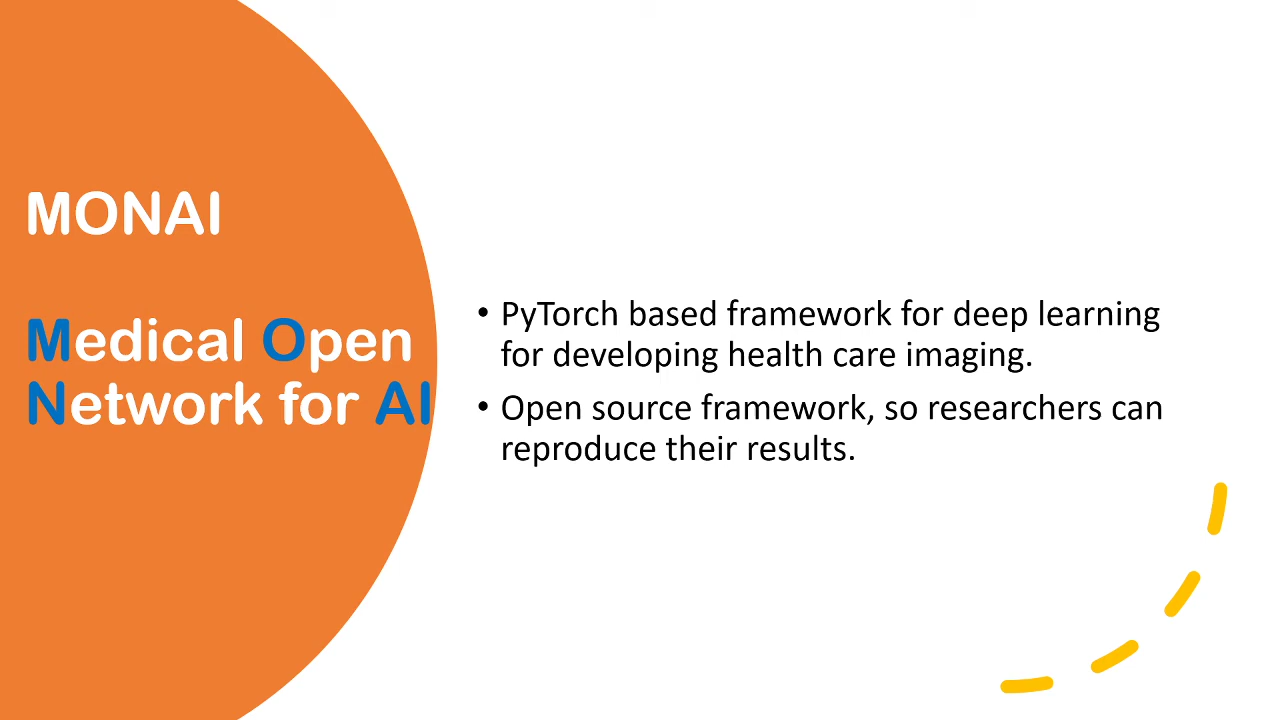 MONAI
Medical Open
Network for AI
• PyTorch based framework for deep learning
for developing health care imaging.
• Open source framework, so researchers can
reproduce their results.